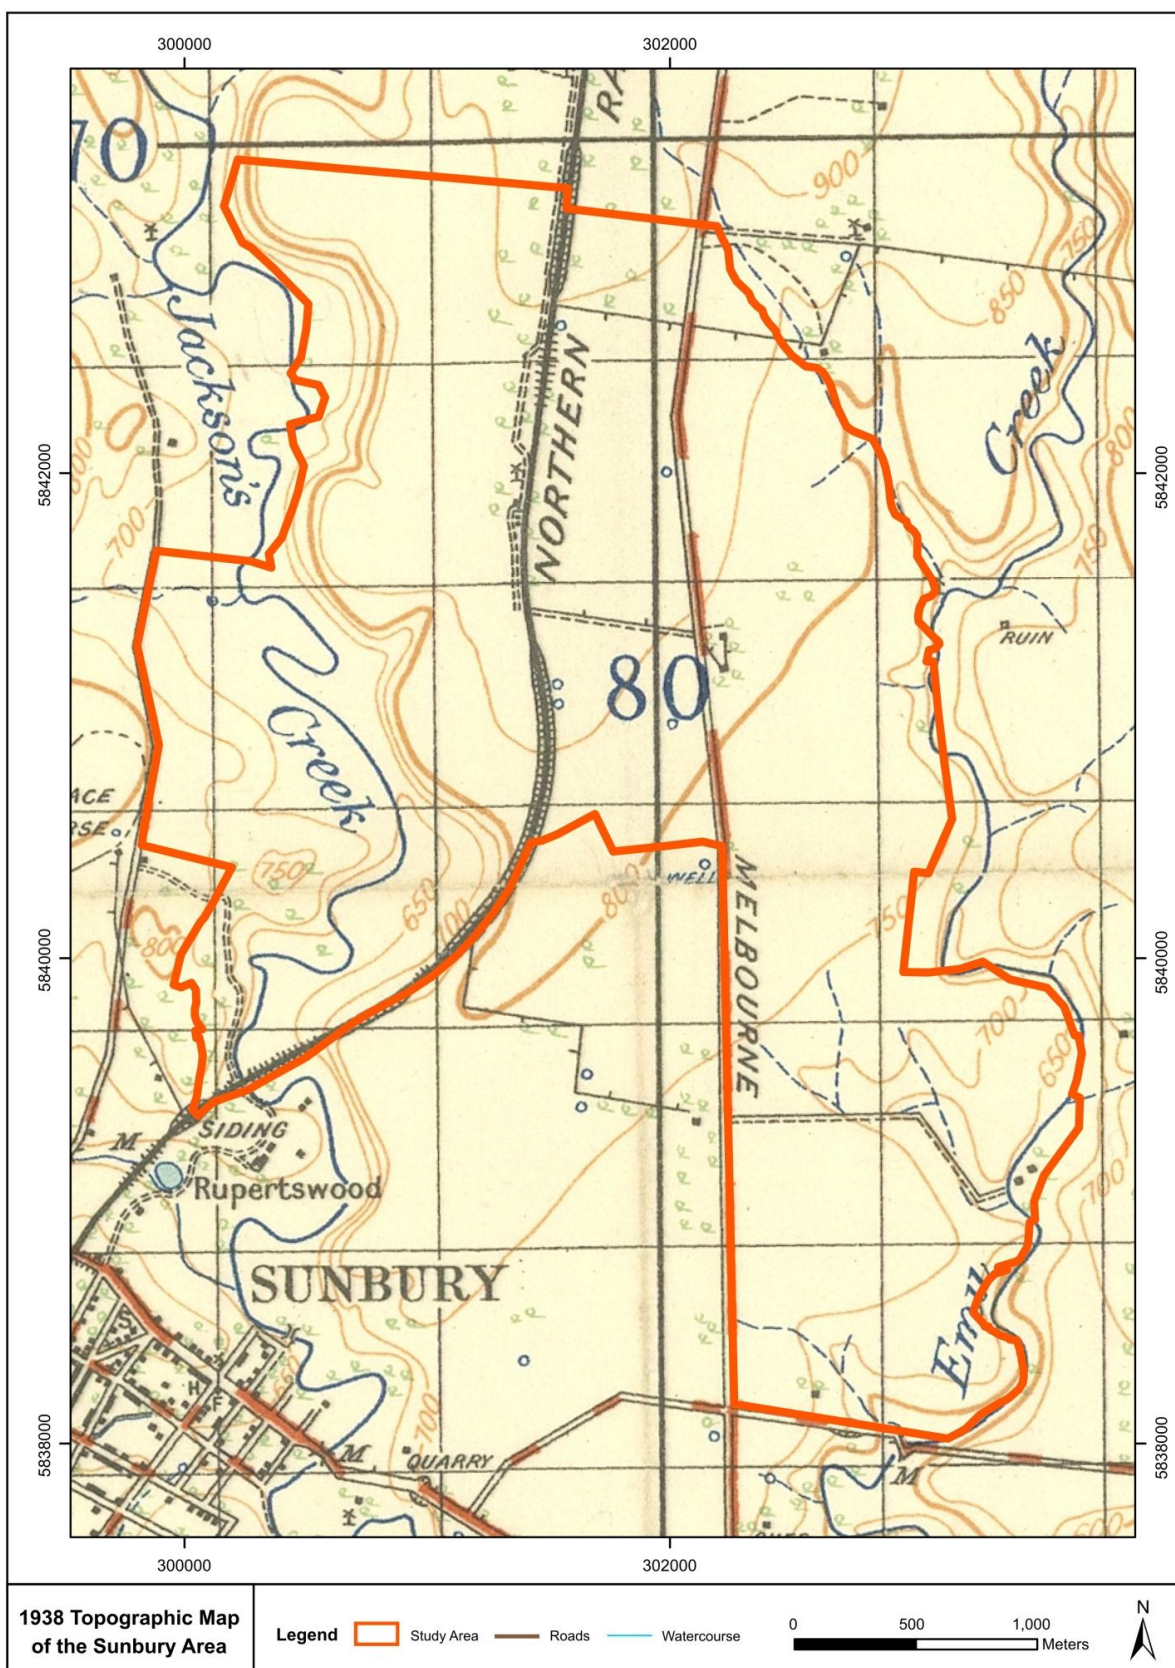 300000
302000
RA
70
900
750
850
Jackson's
NORTHERN
Creek
800
800
5842000
5842000
700
750
RUIN
80
Creek
ACE
RSE
750
WELL
MELBOURNE
650
700
800
750
800
5840000
5840000
700
650
M
SIDING
Rupertswood
700
SUNBURY
Emu
S
H
F
700
5838000
5838000
M
QUARRY
M
300000
302000
1938 Topographic Map
of the Sunbury Area
Legend
Study Area
Roads
Watercourse
0
500
1,000
Meters
N